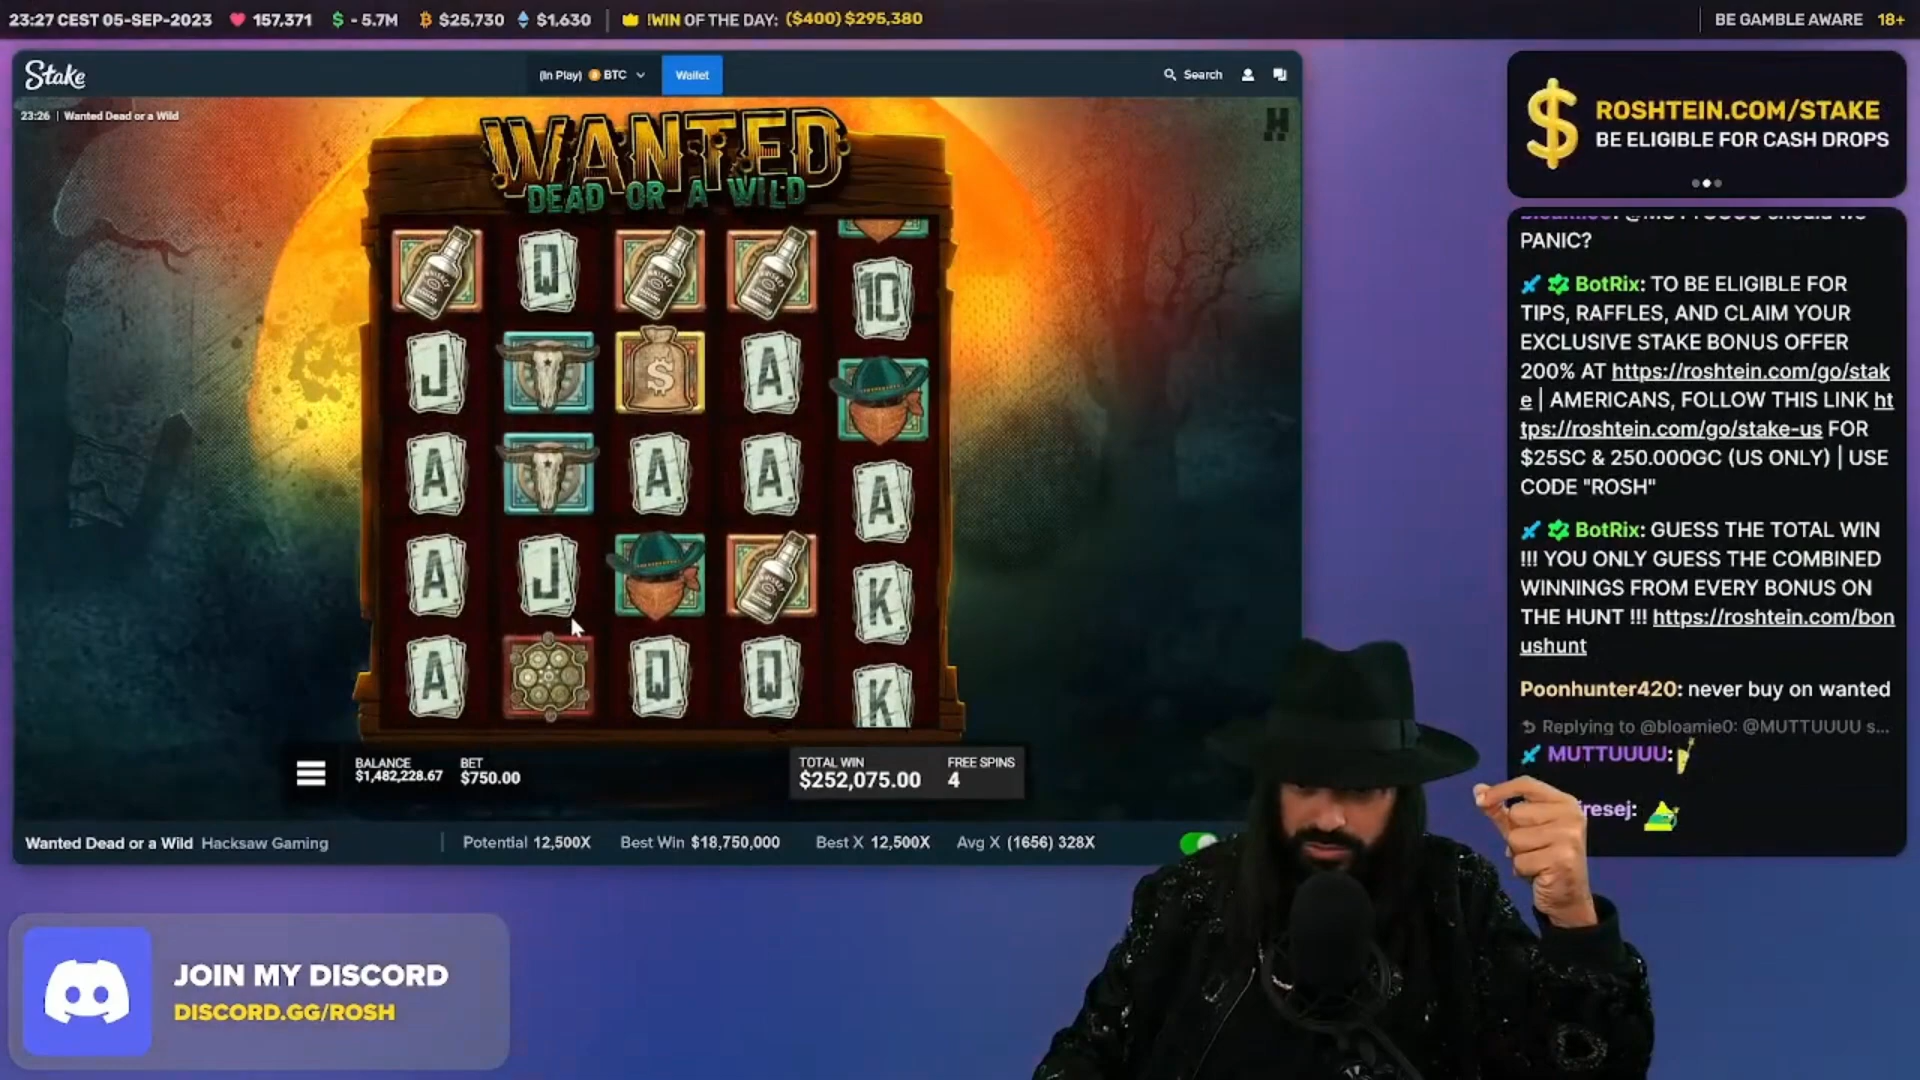 23:27 CEST 05-SEP-2023 157,371 $ - 5.7M $25,730 $1,630 !WIN OF THE DAY: ($400) $295,380 BE GAMBLE AWARE 18+
Stake (In Play) BTC Wallet Search
23:26 | Wanted Dead or a Wild
WANTED
DEAD OR A WILD
WHISKEY Q WHISKEY WHISKEY 10
J $ A
A A A A
A J WHISKEY K
A Q Q K
BALANCE
$1,482,228.67
BET
$750.00
TOTAL WIN
$252,075.00
FREE SPINS
4
Wanted Dead or a Wild Hacksaw Gaming Potential 12,500X Best Win $18,750,000 Best X 12,500X Avg X (1656) 328X
JOIN MY DISCORD
DISCORD.GG/ROSH
$ ROSHTEIN.COM/STAKE
BE ELIGIBLE FOR CASH DROPS
PANIC?
BotRix: TO BE ELIGIBLE FOR
TIPS, RAFFLES, AND CLAIM YOUR
EXCLUSIVE STAKE BONUS OFFER
200% AT https://roshtein.com/go/stak
e | AMERICANS, FOLLOW THIS LINK ht
tps://roshtein.com/go/stake-us FOR
$25SC & 250.000GC (US ONLY) | USE
CODE "ROSH"
BotRix: GUESS THE TOTAL WIN
!!! YOU ONLY GUESS THE COMBINED
WINNINGS FROM EVERY BONUS ON
THE HUNT !!! https://roshtein.com/bon
ushunt
Poonhunter420: never buy on wanted
Replying to @bloamie0: @MUTTUUUU s...
MUTTUUUU:
resej: